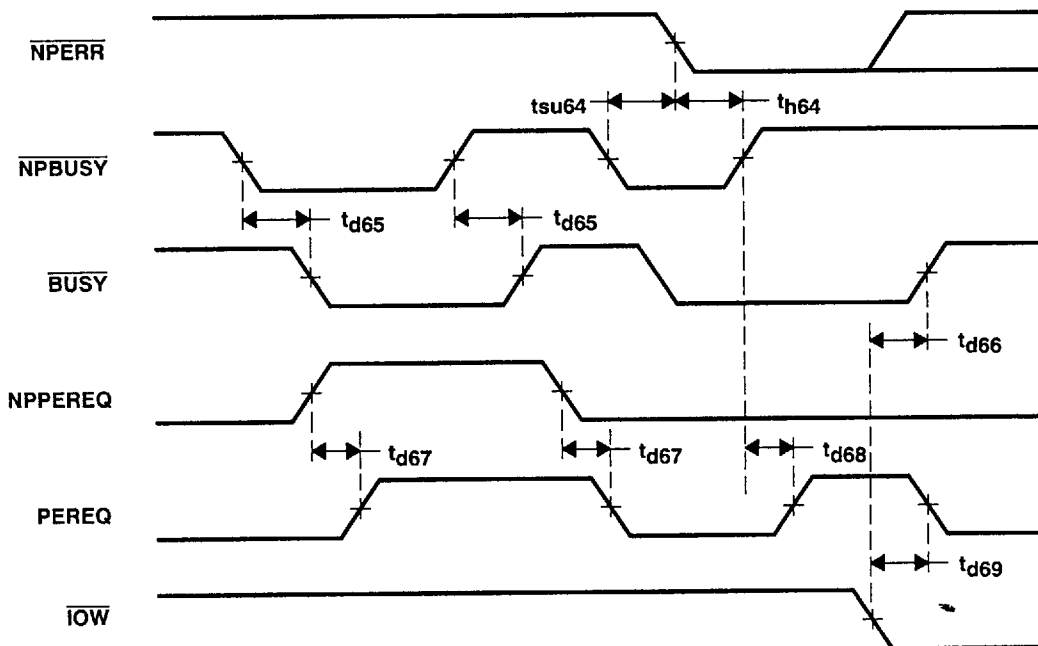 NPERR
tsu64 th64
NPBUSY
td65 td65
BUSY
td66
NPPEREQ
td67 td67 td68
PEREQ
td69
IOW